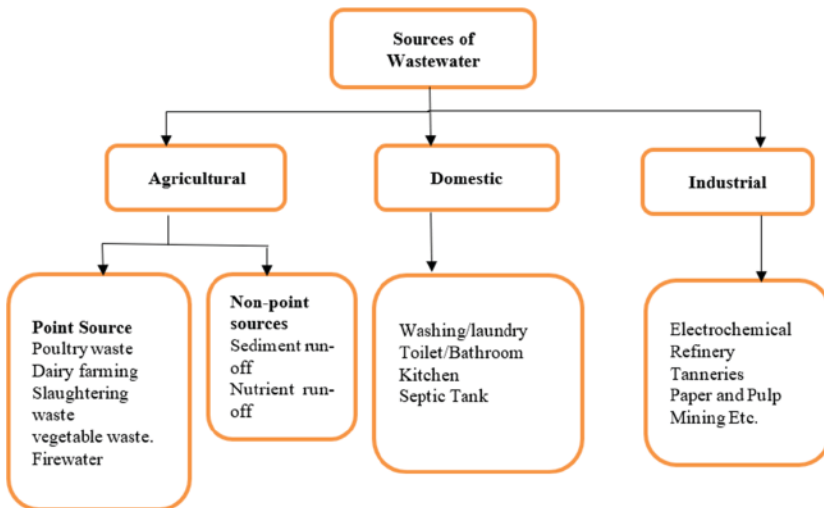 Sources of
Wastewater
Agricultural
Domestic
Industrial
Point Source
Poultry waste
Dairy farming
Slaughtering
waste
vegetable waste.
Firewater
Non-point
sources
Sediment run-
off
Nutrient run-
off
Washing/laundry
Toilet/Bathroom
Kitchen
Septic Tank
Electrochemical
Refinery
Tanneries
Paper and Pulp
Mining Etc.